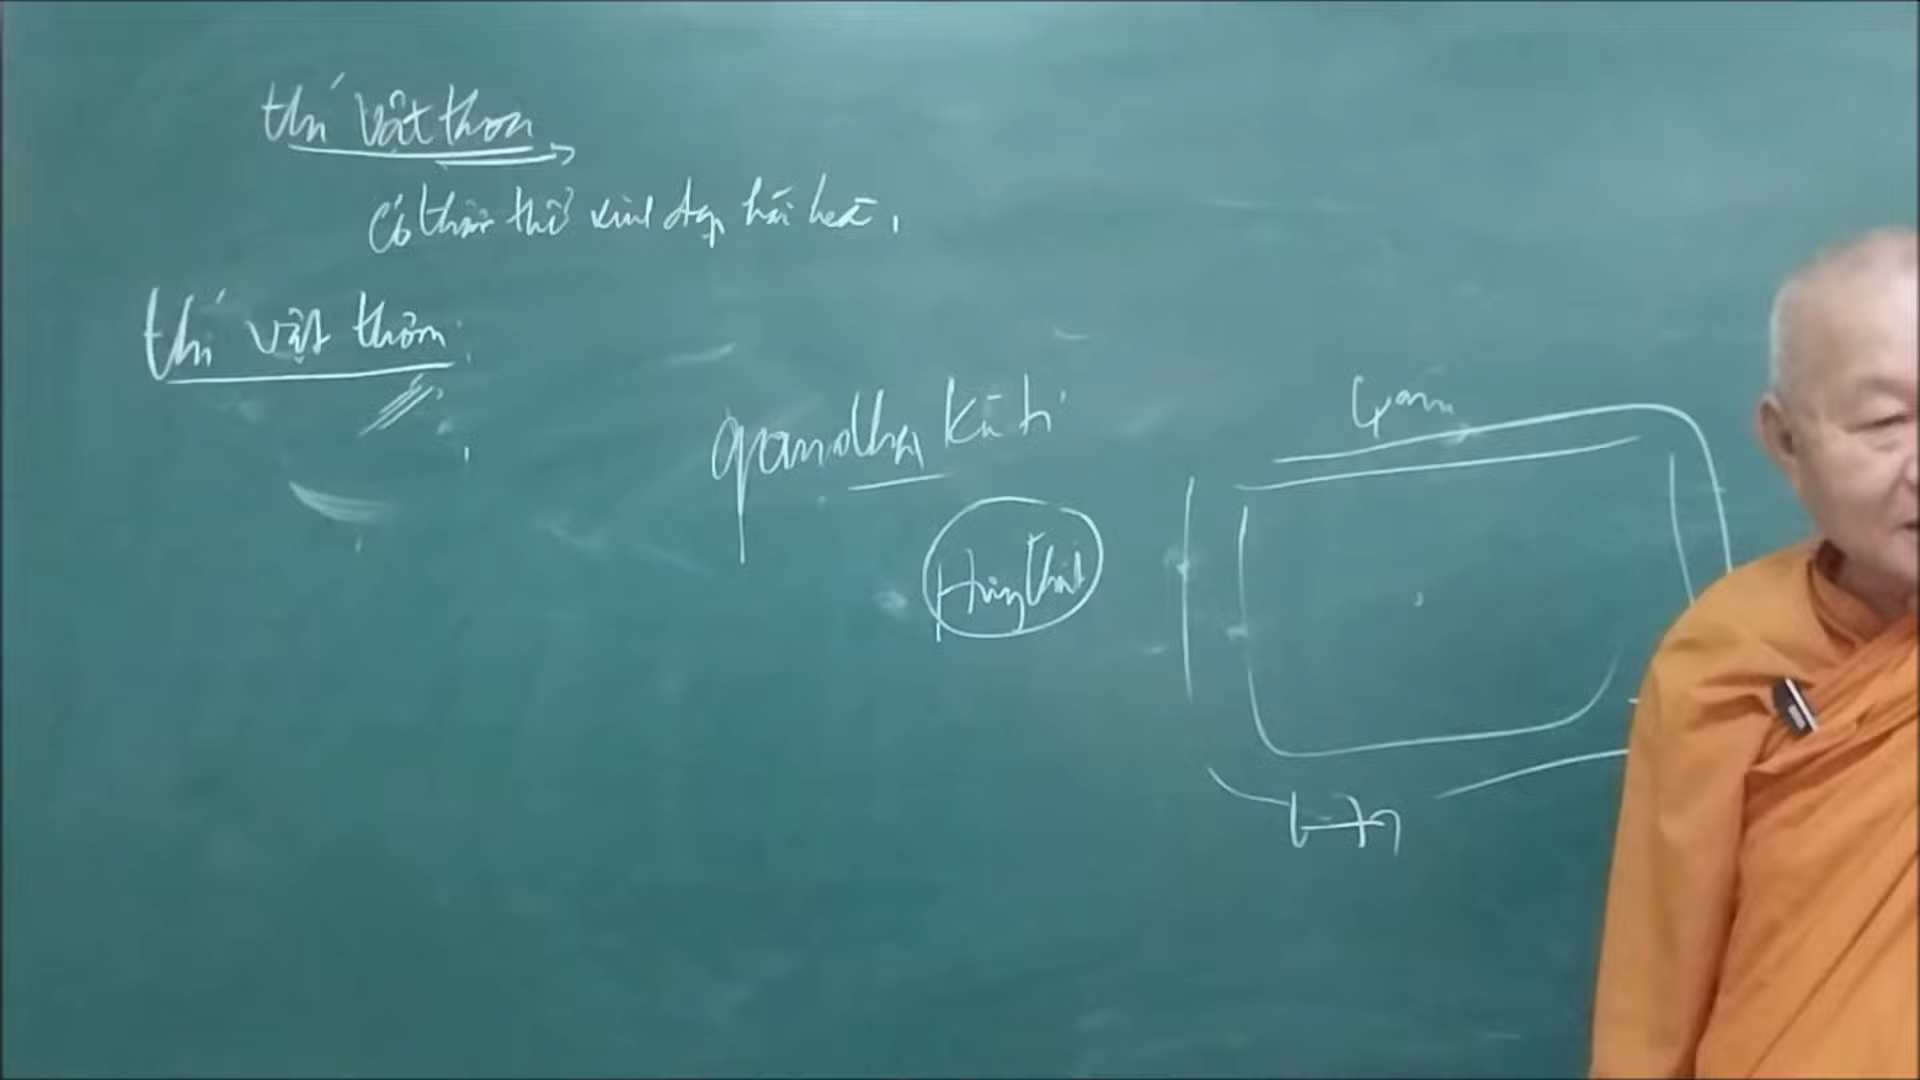 thí vật thơm
có thân thể xinh đẹp hài hoà,
thí vật thơm
gandha kuṭi
Hương thất